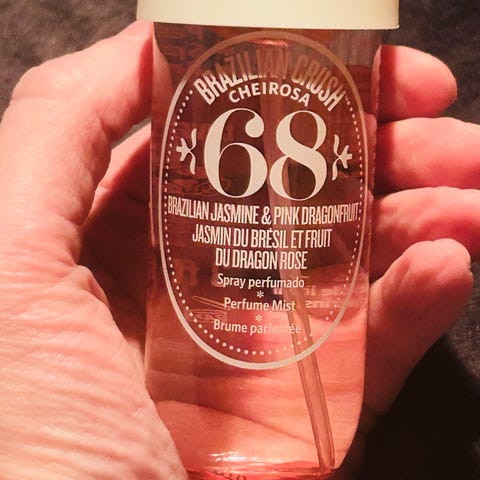 BRAZILIAN CRUSH
CHEIROSA
68
BRAZILIAN JASMINE & PINK DRAGONFRUIT
JASMIN DU BRÉSIL ET FRUIT
DU DRAGON ROSE
Spray perfumado
*
Perfume Mist
*
Brume parfumée